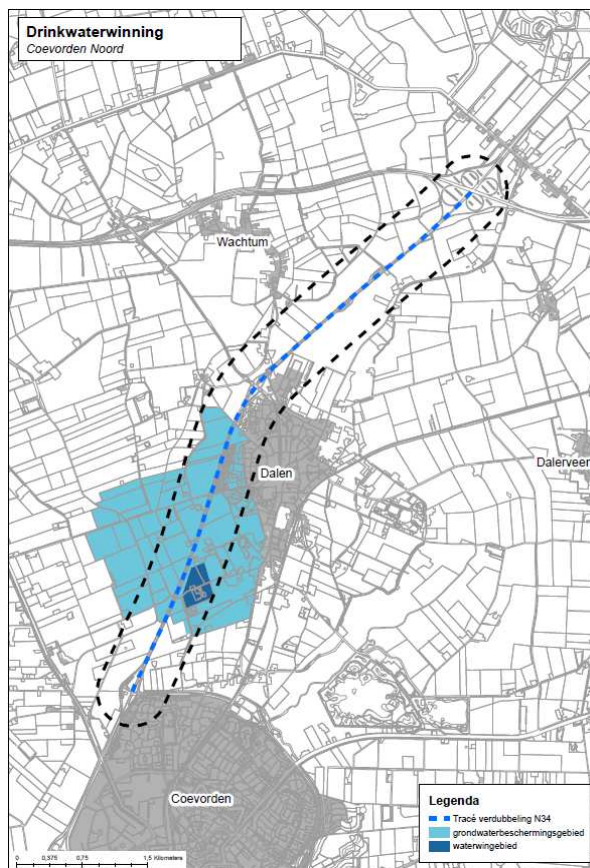 Drinkwaterwinning
Coevorden Noord
Wachtum
Dalen
Dalerveen
Coevorden
Legenda
Tracé verdubbeling N34
grondwaterbeschermingsgebied
waterwingebied
0 0,375 0,75 1,5 Kilometers